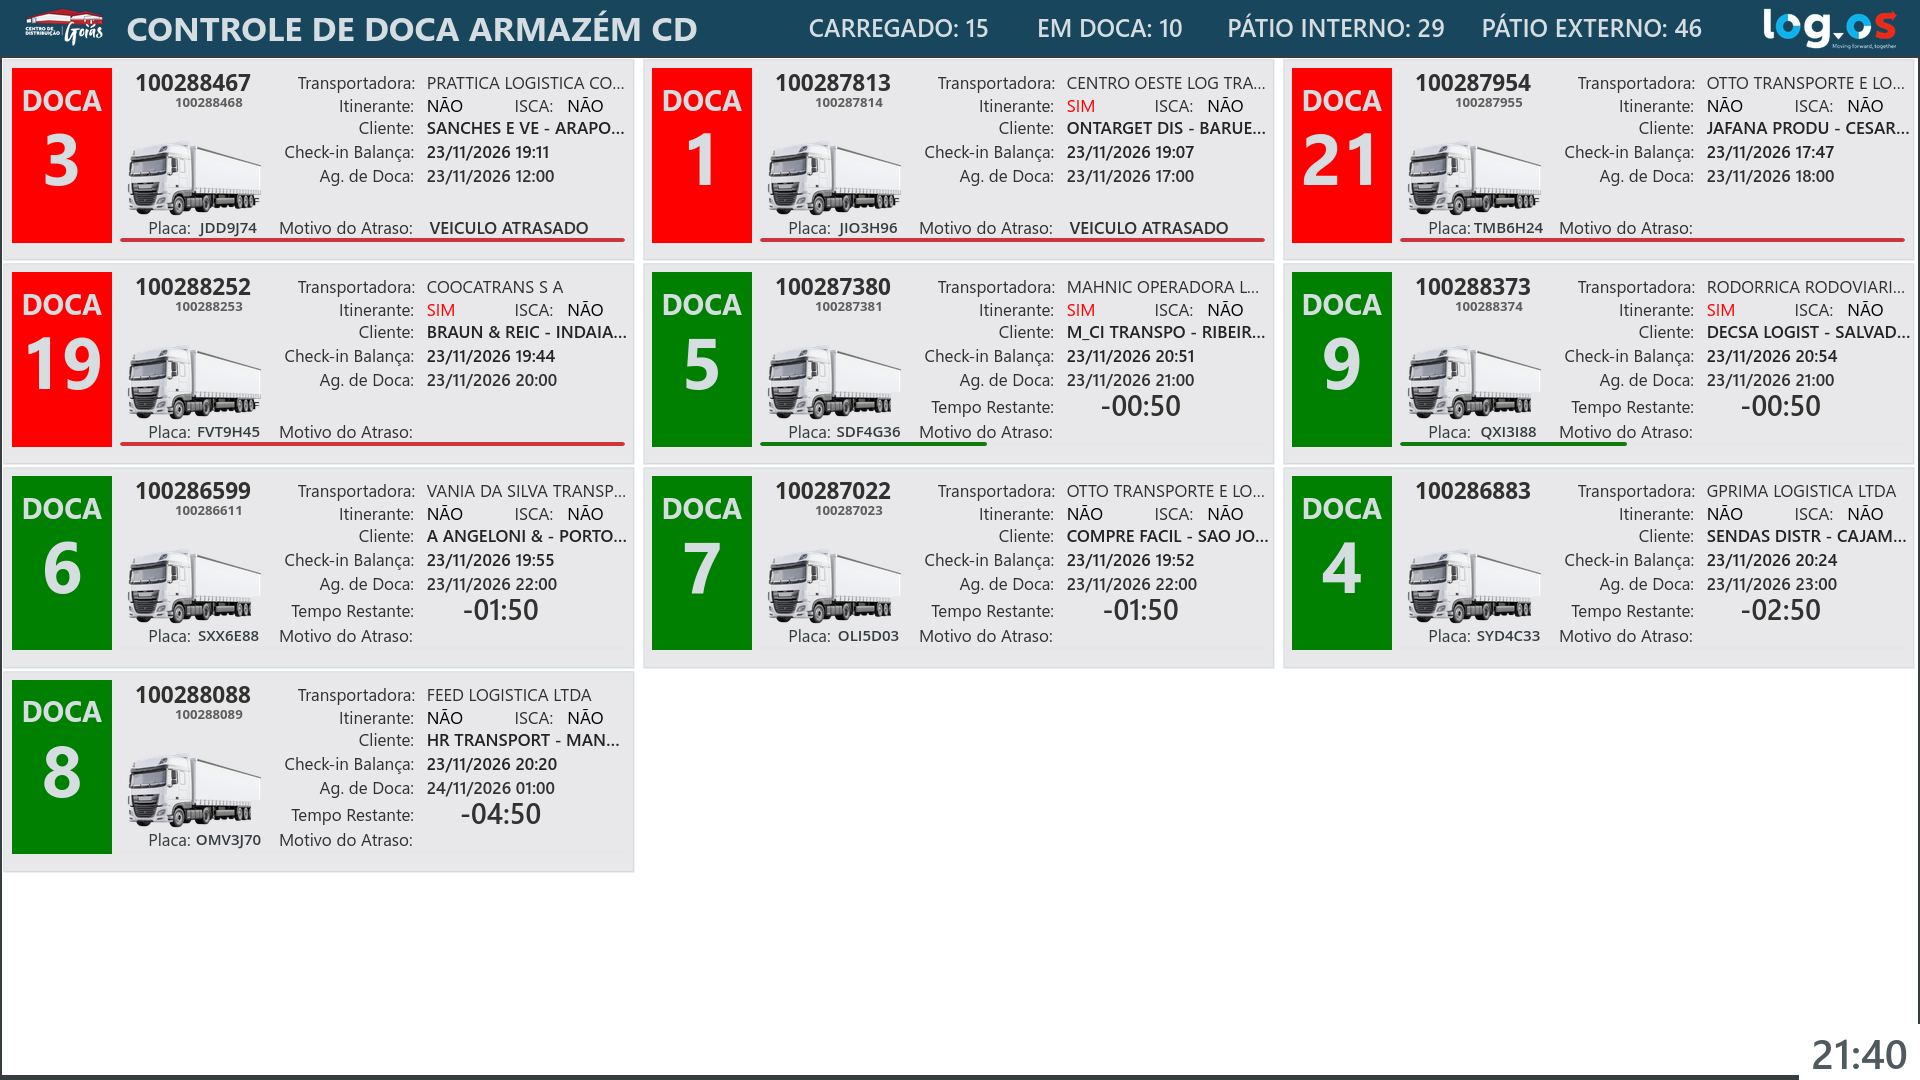 CENTRO DE DISTRIBUIÇÃO Goiás
CONTROLE DE DOCA ARMAZÉM CD
CARREGADO: 15 EM DOCA: 10 PÁTIO INTERNO: 29 PÁTIO EXTERNO: 46
log.os
Moving forward, together
DOCA
3
100288467
100288468
Transportadora: PRATTICA LOGISTICA CO...
Itinerante: NÃO ISCA: NÃO
Cliente: SANCHES E VE - ARAPO...
Check-in Balança: 23/11/2026 19:11
Ag. de Doca: 23/11/2026 12:00
Placa: JDD9J74 Motivo do Atraso: VEICULO ATRASADO
DOCA
1
100287813
100287814
Transportadora: CENTRO OESTE LOG TRA...
Itinerante: SIM ISCA: NÃO
Cliente: ONTARGET DIS - BARUE...
Check-in Balança: 23/11/2026 19:07
Ag. de Doca: 23/11/2026 17:00
Placa: JIO3H96 Motivo do Atraso: VEICULO ATRASADO
DOCA
21
100287954
100287955
Transportadora: OTTO TRANSPORTE E LO...
Itinerante: NÃO ISCA: NÃO
Cliente: JAFANA PRODU - CESAR...
Check-in Balança: 23/11/2026 17:47
Ag. de Doca: 23/11/2026 18:00
Placa: TMB6H24 Motivo do Atraso:
DOCA
19
100288252
100288253
Transportadora: COOCATRANS S A
Itinerante: SIM ISCA: NÃO
Cliente: BRAUN & REIC - INDAIA...
Check-in Balança: 23/11/2026 19:44
Ag. de Doca: 23/11/2026 20:00
Placa: FVT9H45 Motivo do Atraso:
DOCA
5
100287380
100287381
Transportadora: MAHNIC OPERADORA L...
Itinerante: SIM ISCA: NÃO
Cliente: M_CI TRANSPO - RIBEIR...
Check-in Balança: 23/11/2026 20:51
Ag. de Doca: 23/11/2026 21:00
Tempo Restante: -00:50
Placa: SDF4G36 Motivo do Atraso:
DOCA
9
100288373
100288374
Transportadora: RODORRICA RODOVIARI...
Itinerante: SIM ISCA: NÃO
Cliente: DECSA LOGIST - SALVAD...
Check-in Balança: 23/11/2026 20:54
Ag. de Doca: 23/11/2026 21:00
Tempo Restante: -00:50
Placa: QXI3I88 Motivo do Atraso:
DOCA
6
100286599
100286611
Transportadora: VANIA DA SILVA TRANSP...
Itinerante: NÃO ISCA: NÃO
Cliente: A ANGELONI & - PORTO...
Check-in Balança: 23/11/2026 19:55
Ag. de Doca: 23/11/2026 22:00
Tempo Restante: -01:50
Placa: SXX6E88 Motivo do Atraso:
DOCA
7
100287022
100287023
Transportadora: OTTO TRANSPORTE E LO...
Itinerante: NÃO ISCA: NÃO
Cliente: COMPRE FACIL - SAO JO...
Check-in Balança: 23/11/2026 19:52
Ag. de Doca: 23/11/2026 22:00
Tempo Restante: -01:50
Placa: OLI5D03 Motivo do Atraso:
DOCA
4
100286883
Transportadora: GPRIMA LOGISTICA LTDA
Itinerante: NÃO ISCA: NÃO
Cliente: SENDAS DISTR - CAJAM...
Check-in Balança: 23/11/2026 20:24
Ag. de Doca: 23/11/2026 23:00
Tempo Restante: -02:50
Placa: SYD4C33 Motivo do Atraso:
DOCA
8
100288088
100288089
Transportadora: FEED LOGISTICA LTDA
Itinerante: NÃO ISCA: NÃO
Cliente: HR TRANSPORT - MAN...
Check-in Balança: 23/11/2026 20:20
Ag. de Doca: 24/11/2026 01:00
Tempo Restante: -04:50
Placa: OMV3J70 Motivo do Atraso:
21:40